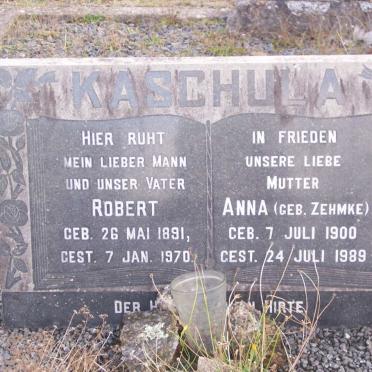 KASCHULA
HIER RUHT
MEIN LIEBER MANN
UND UNSER VATER
ROBERT
GEB. 26 MAI 1891,
GEST. 7 JAN. 1970
IN FRIEDEN
UNSERE LIEBE
MUTTER
ANNA (GEB. ZEHMKE)
GEB. 7 JULI 1900
GEST. 24 JULI 1989
DER HIRTE